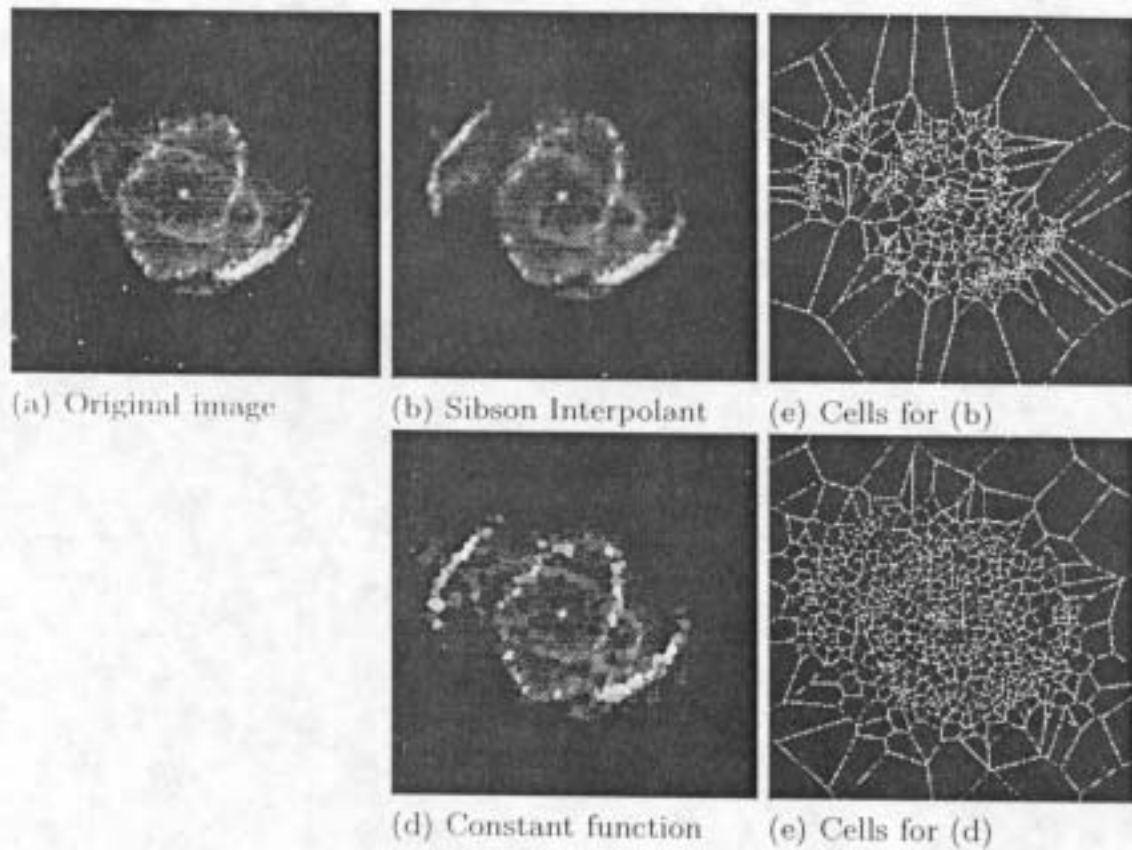 (a) Original image
(b) Sibson Interpolant
(e) Cells for (b)
(d) Constant function
(e) Cells for (d)